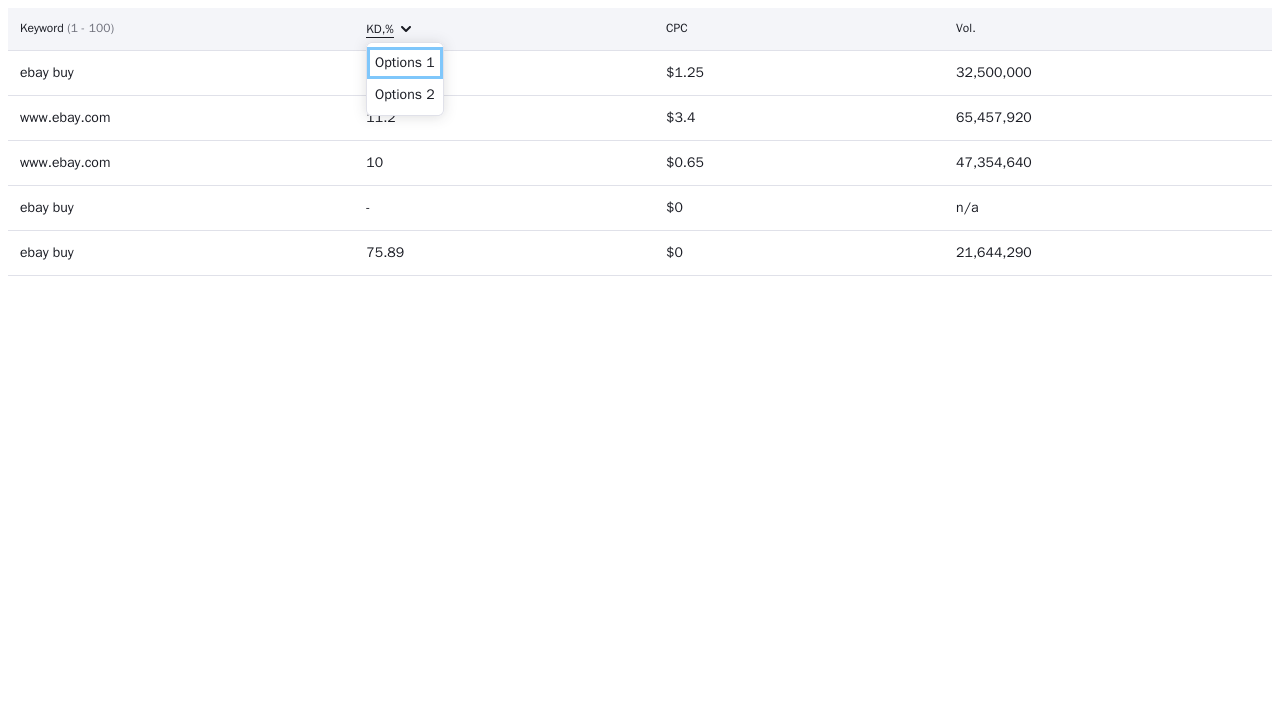 Keyword (1 - 100) KD,% CPC Vol.
Options 1
Options 2
ebay buy $1.25 32,500,000
www.ebay.com 11.2 $3.4 65,457,920
www.ebay.com 10 $0.65 47,354,640
ebay buy - $0 n/a
ebay buy 75.89 $0 21,644,290